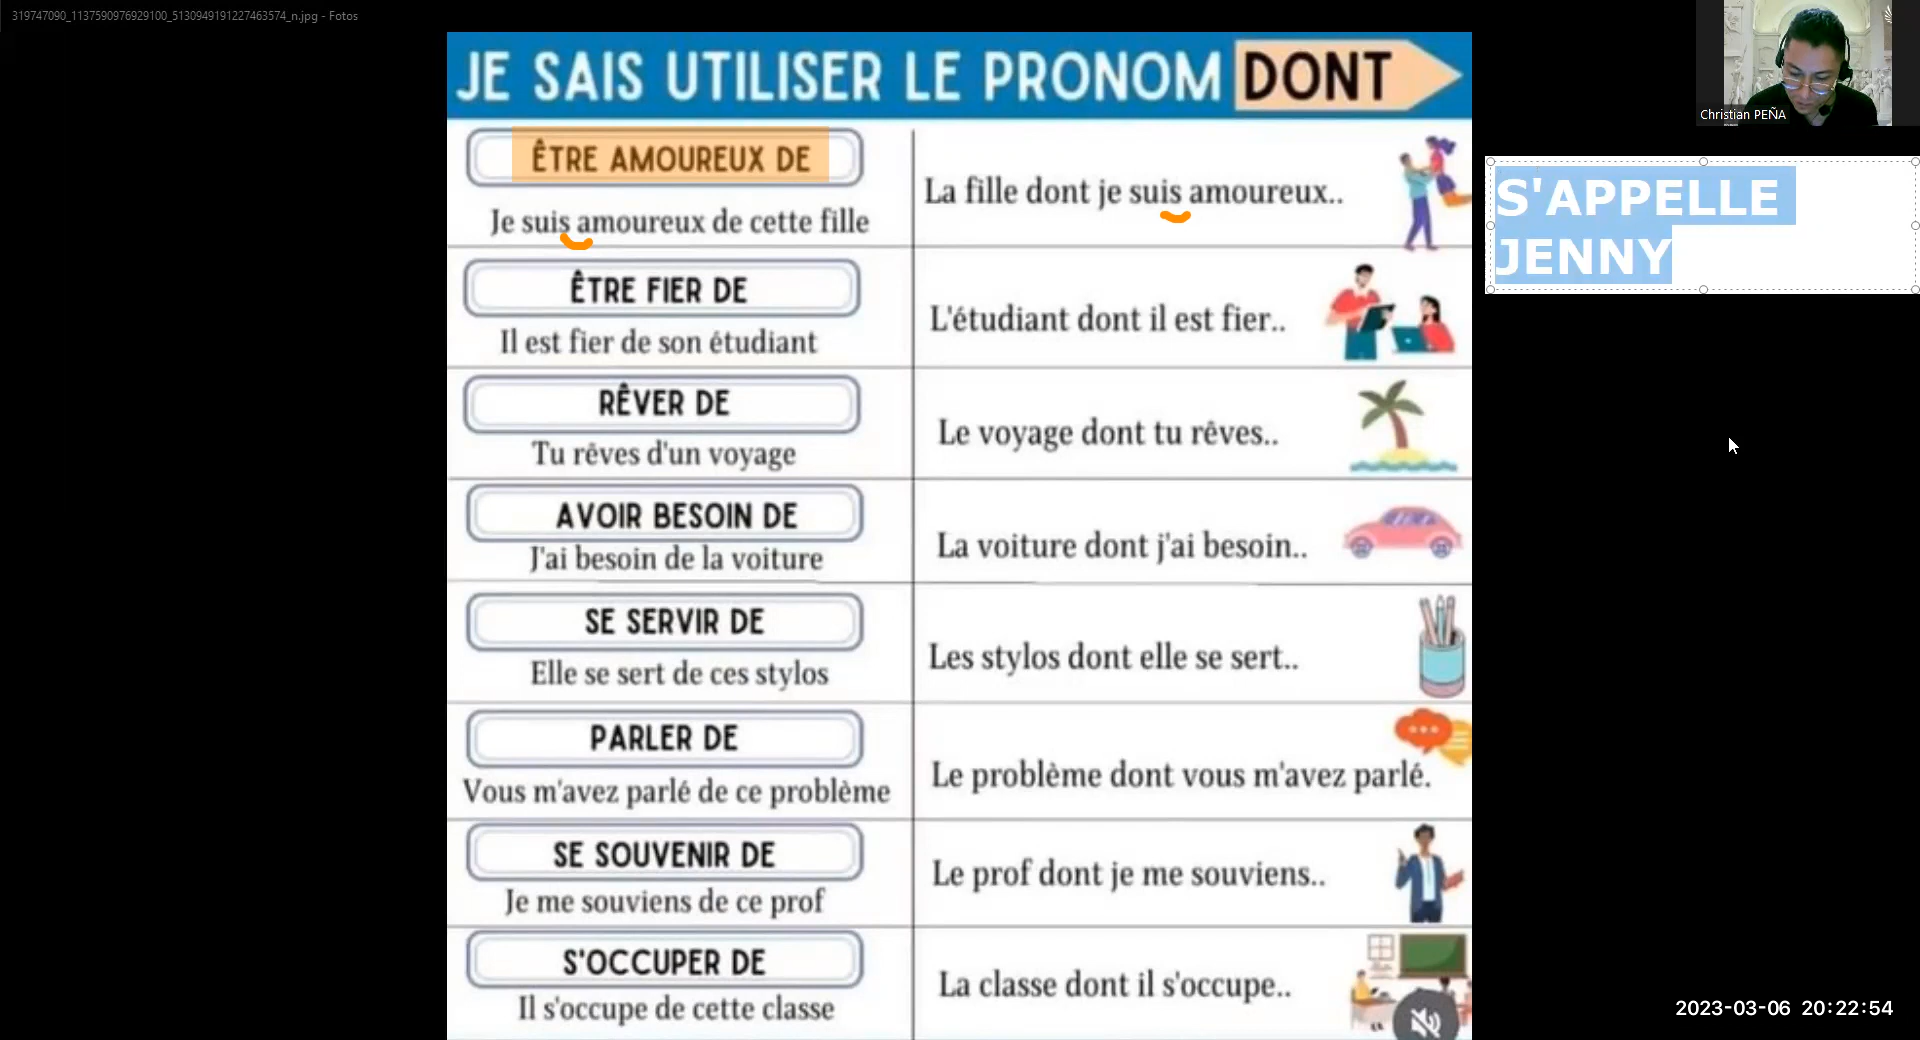 319747090_1137590976929100_5130949191227463574_n.jpg - Fotos
JE SAIS UTILISER LE PRONOM DONT
ÊTRE AMOUREUX DE
Je suis amoureux de cette fille
La fille dont je suis amoureux..
ÊTRE FIER DE
Il est fier de son étudiant
L'étudiant dont il est fier..
RÊVER DE
Tu rêves d'un voyage
Le voyage dont tu rêves..
AVOIR BESOIN DE
J'ai besoin de la voiture
La voiture dont j'ai besoin..
SE SERVIR DE
Elle se sert de ces stylos
Les stylos dont elle se sert..
PARLER DE
Vous m'avez parlé de ce problème
Le problème dont vous m'avez parlé.
SE SOUVENIR DE
Je me souviens de ce prof
Le prof dont je me souviens..
S'OCCUPER DE
Il s'occupe de cette classe
La classe dont il s'occupe..
Christian PEÑA
S'APPELLE
JENNY
2023-03-06 20:22:54